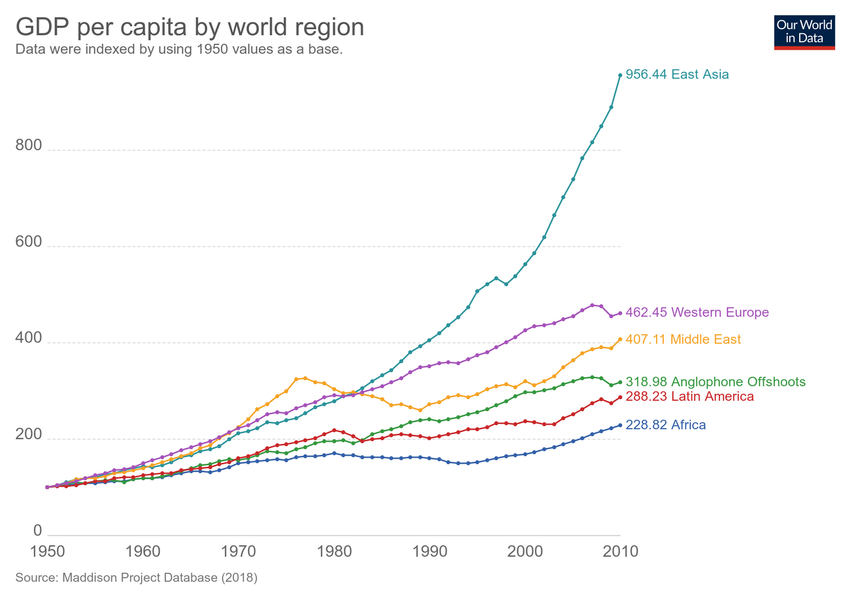 GDP per capita by world region
Data were indexed by using 1950 values as a base.
Our World
in Data
956.44 East Asia
800
600
462.45 Western Europe
400
407.11 Middle East
318.98 Anglophone Offshoots
288.23 Latin America
228.82 Africa
200
0
1950 1960 1970 1980 1990 2000 2010
Source: Maddison Project Database (2018)